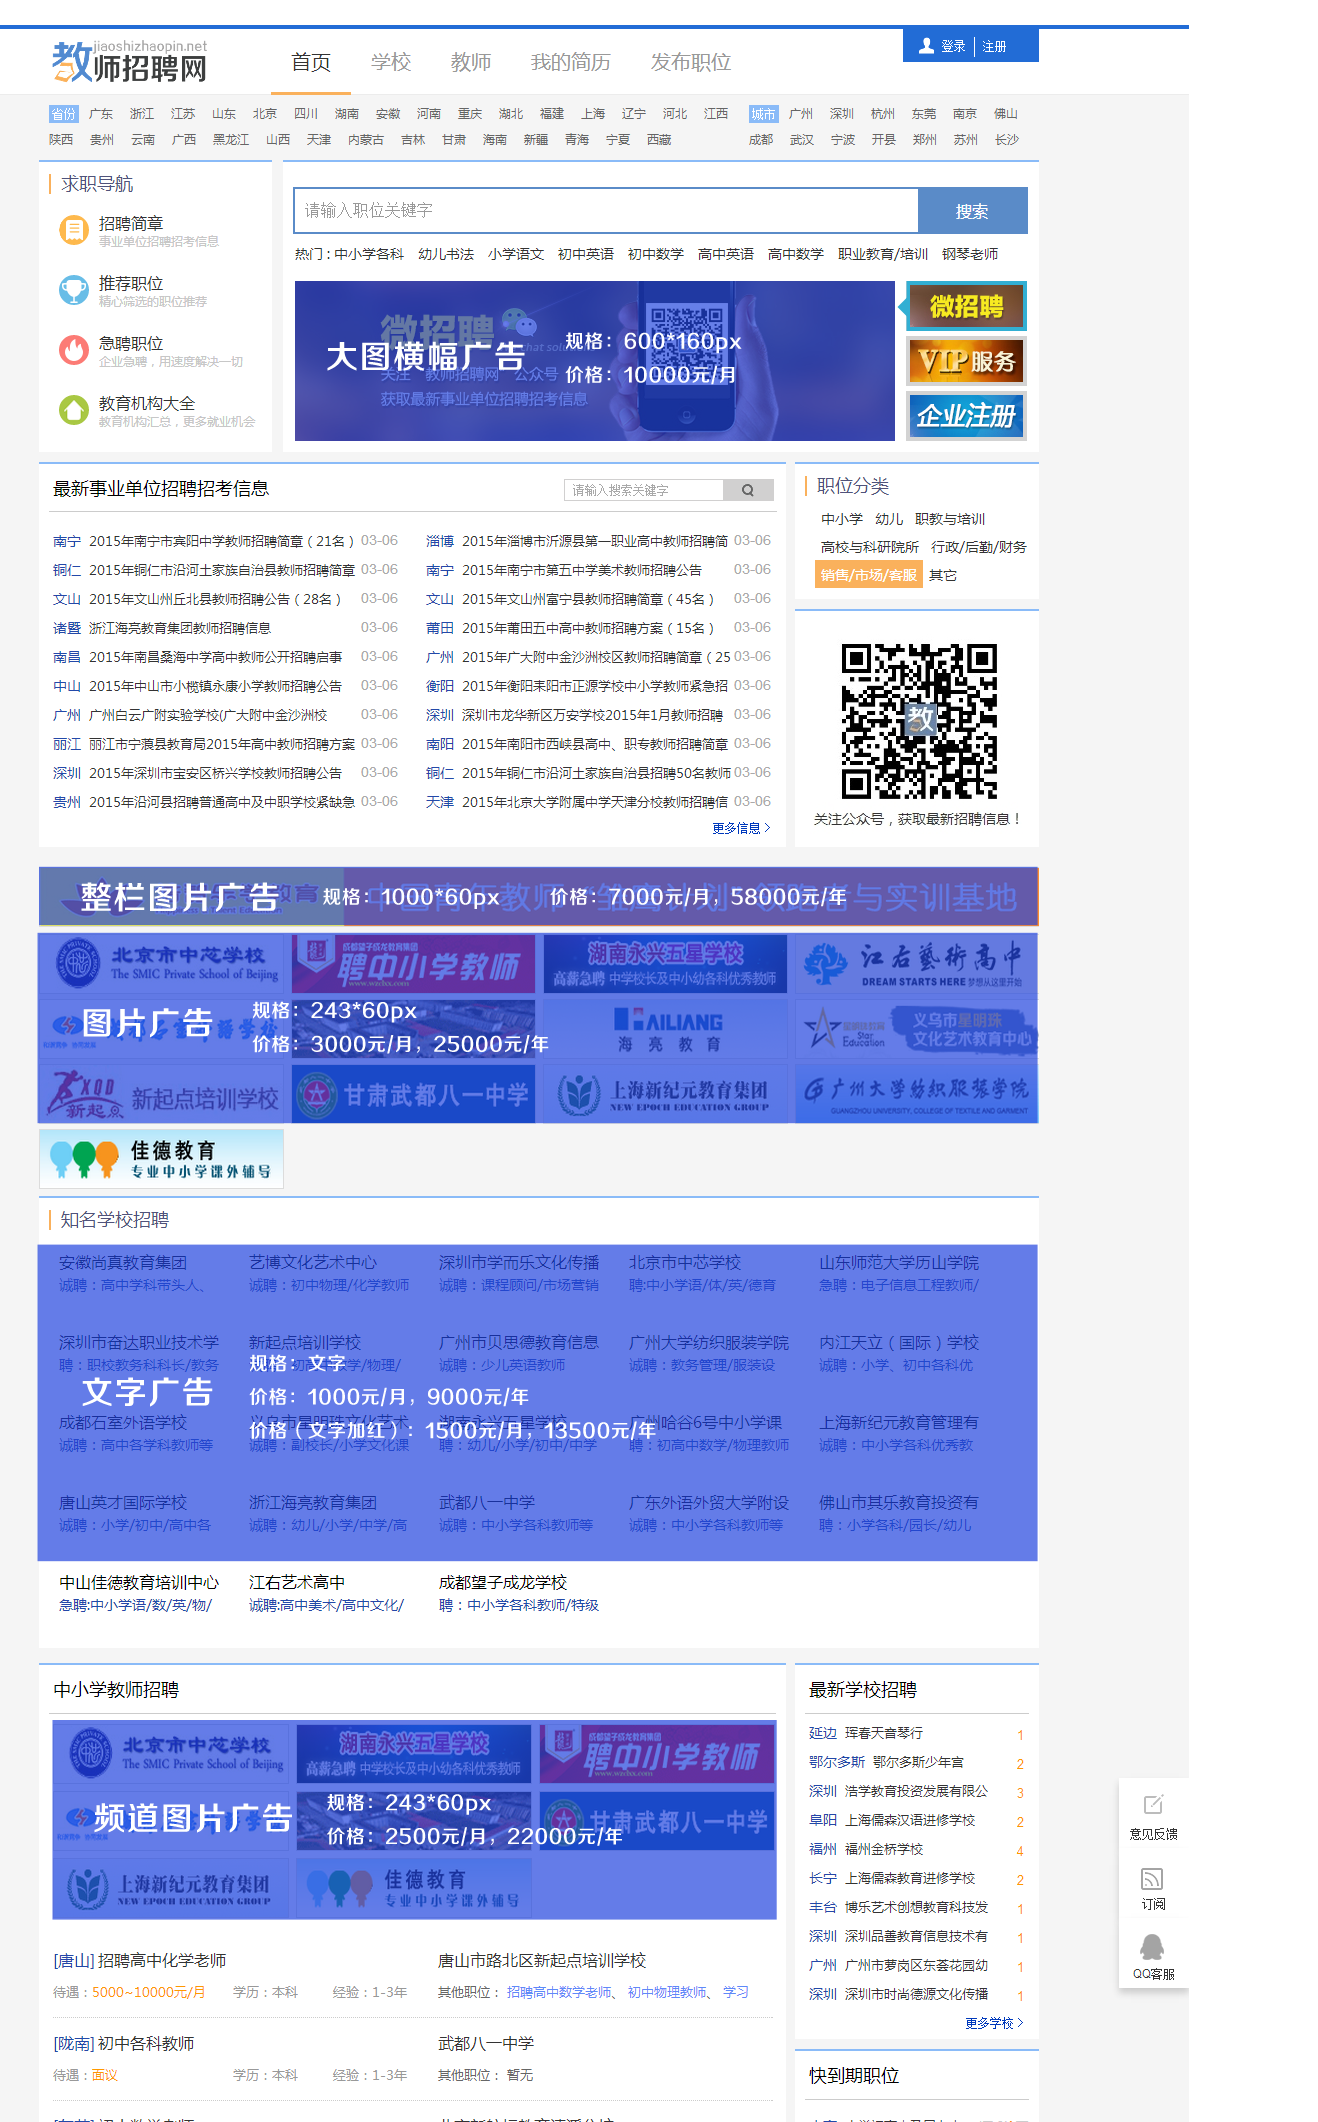 教师招聘网 jiaoshizhaopin.net
首页 学校 教师 我的简历 发布职位
登录 注册
省份 广东 浙江 江苏 山东 北京 四川 湖南 安徽 河南 重庆 湖北 福建 上海 辽宁 河北 江西
陕西 贵州 云南 广西 黑龙江 山西 天津 内蒙古 吉林 甘肃 海南 新疆 青海 宁夏 西藏
城市 广州 深圳 杭州 东莞 南京 佛山
成都 武汉 宁波 开县 郑州 苏州 长沙
求职导航
招聘简章
事业单位招聘招考信息
推荐职位
精心筛选的职位推荐
急聘职位
企业急聘，用速度解决一切
教育机构大全
教育机构汇总，更多就业机会
请输入职位关键字 搜索
热门：中小学各科 幼儿书法 小学语文 初中英语 初中数学 高中英语 高中数学 职业教育/培训 钢琴老师
微招聘
大图横幅广告
规格：600*160px
价格：10000元/月
关注 教师招聘网 公众号
获取最新事业单位招聘招考信息
微招聘
VIP服务
企业注册
最新事业单位招聘招考信息 请输入搜索关键字
南宁 2015年南宁市宾阳中学教师招聘简章（21名） 03-06
铜仁 2015年铜仁市沿河土家族自治县教师招聘简章 03-06
文山 2015年文山州丘北县教师招聘公告（28名） 03-06
诸暨 浙江海亮教育集团教师招聘信息 03-06
南昌 2015年南昌桑海中学高中教师公开招聘启事 03-06
中山 2015年中山市小榄镇永康小学教师招聘公告 03-06
广州 广州白云广附实验学校(广大附中金沙洲校 03-06
丽江 丽江市宁蒗县教育局2015年高中教师招聘方案 03-06
深圳 2015年深圳市宝安区桥兴学校教师招聘公告 03-06
贵州 2015年沿河县招聘普通高中及中职学校紧缺急 03-06
淄博 2015年淄博市沂源县第一职业高中教师招聘简 03-06
南宁 2015年南宁市第五中学美术教师招聘公告 03-06
文山 2015年文山州富宁县教师招聘简章（45名） 03-06
莆田 2015年莆田五中高中教师招聘方案（15名） 03-06
广州 2015年广大附中金沙洲校区教师招聘简章（25 03-06
衡阳 2015年衡阳耒阳市正源学校中小学教师紧急招 03-06
深圳 深圳市龙华新区万安学校2015年1月教师招聘 03-06
南阳 2015年南阳市西峡县高中、职专教师招聘简章 03-06
铜仁 2015年铜仁市沿河土家族自治县招聘50名教师 03-06
天津 2015年北京大学附属中学天津分校教师招聘信 03-06
更多信息 >
职位分类
中小学 幼儿 职教与培训
高校与科研院所 行政/后勤/财务
销售/市场/客服 其它
教
关注公众号，获取最新招聘信息！
整栏图片广告 规格：1000*60px 价格：7000元/月，58000元/年
北京市中芯学校
The SMIC Private School of Beijing
成都望子成龙教育集团
聘中小学教师
湖南永兴五星学校
高薪急聘 中学校长及中小幼各科优秀教师
江右艺術高中
DREAM STARTS HERE 梦想从这里开始
图片广告
规格：243*60px
价格：3000元/月，25000元/年
HAILIANG
海亮教育
Star Education
义乌市星明珠
文化艺术教育中心
XQD
新起点
新起点培训学校
甘肃武都八一中学
上海新纪元教育集团
NEW EPOCH EDUCATION GROUP
广州大学纺织服装学院
GUANGZHOU UNIVERSITY, COLLEGE OF TEXTILE AND GARMENT
佳德教育
专业中小学课外辅导
知名学校招聘
安徽尚真教育集团 艺博文化艺术中心 深圳市学而乐文化传播 北京市中芯学校 山东师范大学历山学院
诚聘：高中学科带头人、 诚聘：初中物理/化学教师 诚聘：课程顾问/市场营销 聘:中小学语/体/英/德育 急聘：电子信息工程教师/
深圳市奋达职业技术学 新起点培训学校 广州市贝思德教育信息 广州大学纺织服装学院 内江天立（国际）学校
聘：职校教务科科长/教务 诚聘：少儿英语教师 诚聘：教务管理/服装设 诚聘：小学、初中各科优
文字广告
规格：文字
价格：1000元/月，9000元/年
价格（文字加红）：1500元/月，13500元/年
成都石室外语学校 义乌市星明珠文化艺术 湖南永兴五星学校 广州哈谷6号中小学课 上海新纪元教育管理有
诚聘：高中各学科教师等 诚聘：副校长/小学文化课 聘：幼儿/小学/初中/中学 聘：初高中数学/物理教师 诚聘：中小学各科优秀教
唐山英才国际学校 浙江海亮教育集团 武都八一中学 广东外语外贸大学附设 佛山市其乐教育投资有
诚聘：小学/初中/高中各 诚聘：幼儿/小学/中学/高 诚聘：中小学各科教师等 诚聘：中小学各科教师等 聘：小学各科/园长/幼儿
中山佳徳教育培训中心 江右艺术高中 成都望子成龙学校
急聘:中小学语/数/英/物/ 诚聘:高中美术/高中文化/ 聘：中小学各科教师/特级
中小学教师招聘
北京市中芯学校
The SMIC Private School of Beijing
湖南永兴五星学校
高薪急聘 中学校长及中小幼各科优秀教师
成都望子成龙教育集团
聘中小学教师
频道图片广告
规格：243*60px
价格：2500元/月，22000元/年
甘肃武都八一中学
上海新纪元教育集团
NEW EPOCH EDUCATION GROUP
佳德教育
专业中小学课外辅导
[唐山] 招聘高中化学老师 唐山市路北区新起点培训学校
待遇：5000~10000元/月 学历：本科 经验：1-3年 其他职位： 招聘高中数学老师、 初中物理教师、 学习
[陇南] 初中各科教师 武都八一中学
待遇：面议 学历：本科 经验：1-3年 其他职位： 暂无
最新学校招聘
延边 珲春天音琴行 1
鄂尔多斯 鄂尔多斯少年宫 2
深圳 浩学教育投资发展有限公 3
阜阳 上海儒森汉语进修学校 2
福州 福州金桥学校 4
长宁 上海儒森教育进修学校 2
丰台 博乐艺术创想教育科技发 1
深圳 深圳品善教育信息技术有 1
广州 广州市萝岗区东荟花园幼 1
深圳 深圳市时尚德源文化传播 1
更多学校 >
快到期职位
意见反馈
订阅
QQ客服